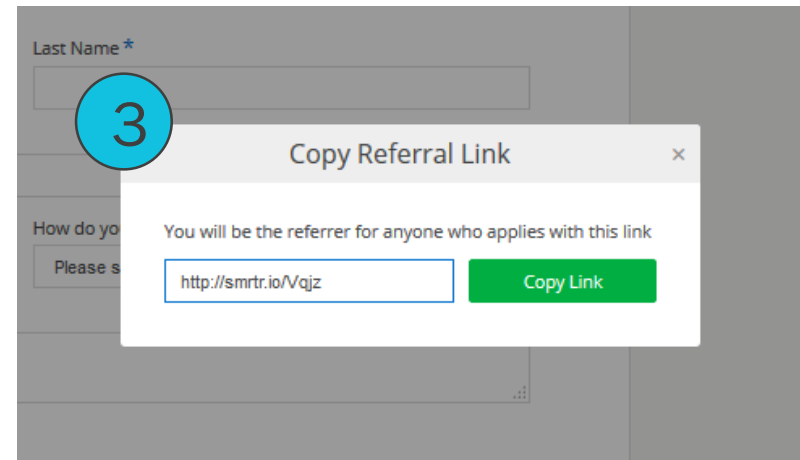 Last Name *
3
Copy Referral Link ×
How do yo
You will be the referrer for anyone who applies with this link
Please s
http://smrtr.io/Vqjz Copy Link